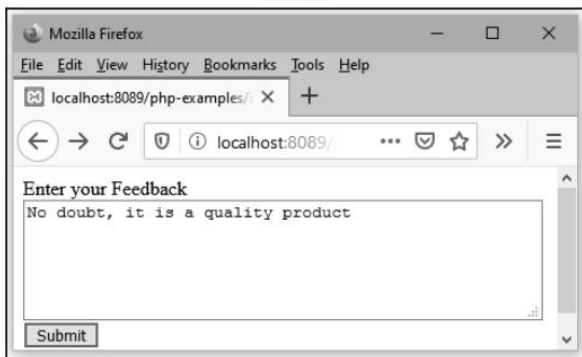 Mozilla Firefox
File Edit View History Bookmarks Tools Help
localhost:8089/php-examples/
localhost:8089/
Enter your Feedback
No doubt, it is a quality product
Submit